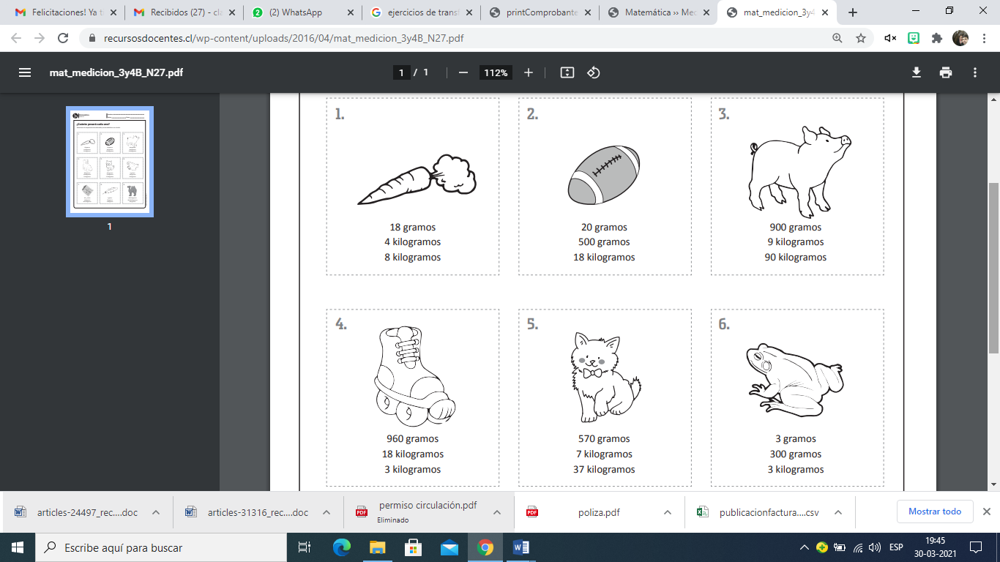 Felicitaciones! Ya t
Recibidos (27) - cla
(2) WhatsApp
ejercicios de transf
printComprobante
Matemática ›› Med
mat_medicion_3y4
recursosdocentes.cl/wp-content/uploads/2016/04/mat_medicion_3y4B_N27.pdf
mat_medicion_3y4B_N27.pdf
1 / 1
112%
1
1.
18 gramos
4 kilogramos
8 kilogramos
2.
20 gramos
500 gramos
18 kilogramos
3.
900 gramos
9 kilogramos
90 kilogramos
4.
960 gramos
18 kilogramos
3 kilogramos
5.
570 gramos
7 kilogramos
37 kilogramos
6.
3 gramos
300 gramos
3 kilogramos
articles-24497_rec....doc
articles-31316_rec....doc
permiso circulación.pdf
Eliminado
poliza.pdf
publicacionfactura....csv
Mostrar todo
Escribe aquí para buscar
ESP
19:45
30-03-2021